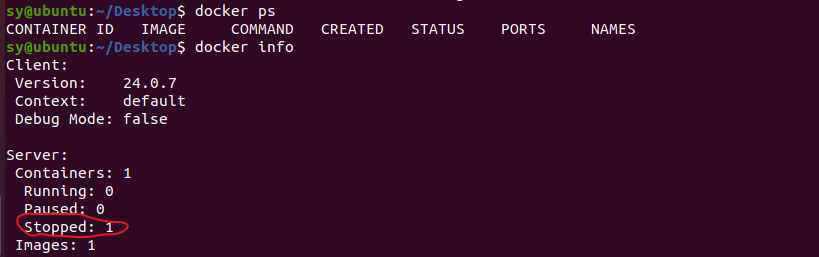 sy@ubuntu:~/Desktop$ docker ps
CONTAINER ID   IMAGE     COMMAND   CREATED   STATUS    PORTS     NAMES
sy@ubuntu:~/Desktop$ docker info
Client:
 Version:    24.0.7
 Context:    default
 Debug Mode: false

Server:
 Containers: 1
  Running: 0
  Paused: 0
  Stopped: 1
 Images: 1